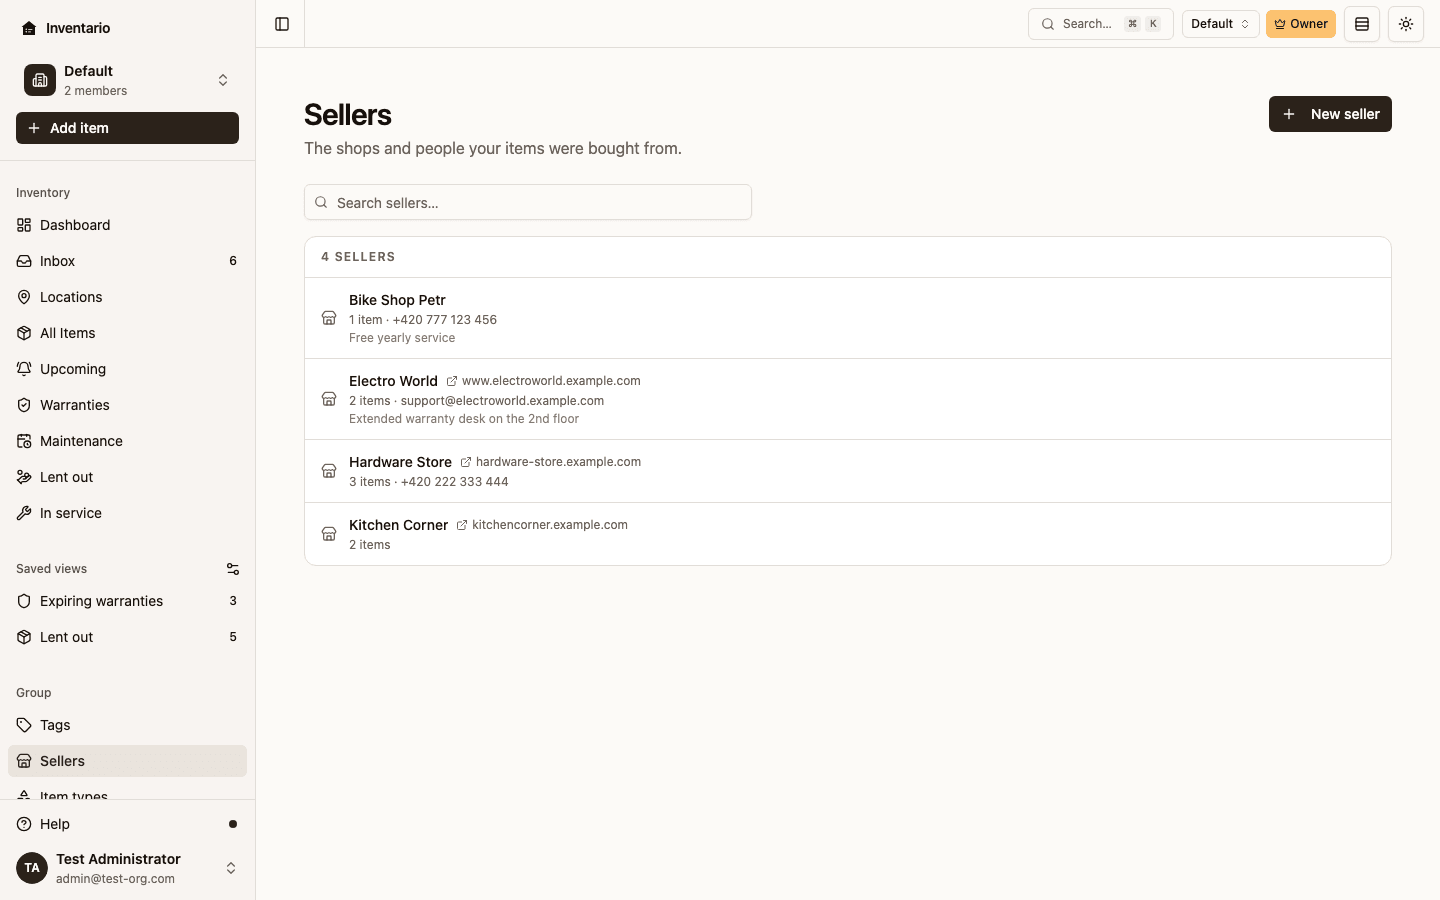 Inventario
Default
2 members
Add item
Inventory
Dashboard
Inbox 6
Locations
All Items
Upcoming
Warranties
Maintenance
Lent out
In service
Saved views
Expiring warranties 3
Lent out 5
Group
Tags
Sellers
Item types
Help
TA
Test Administrator
admin@test-org.com
Search... ⌘ K
Default
Owner
Sellers
New seller
The shops and people your items were bought from.
Search sellers...
4 SELLERS
Bike Shop Petr
1 item · +420 777 123 456
Free yearly service
Electro World www.electroworld.example.com
2 items · support@electroworld.example.com
Extended warranty desk on the 2nd floor
Hardware Store hardware-store.example.com
3 items · +420 222 333 444
Kitchen Corner kitchencorner.example.com
2 items